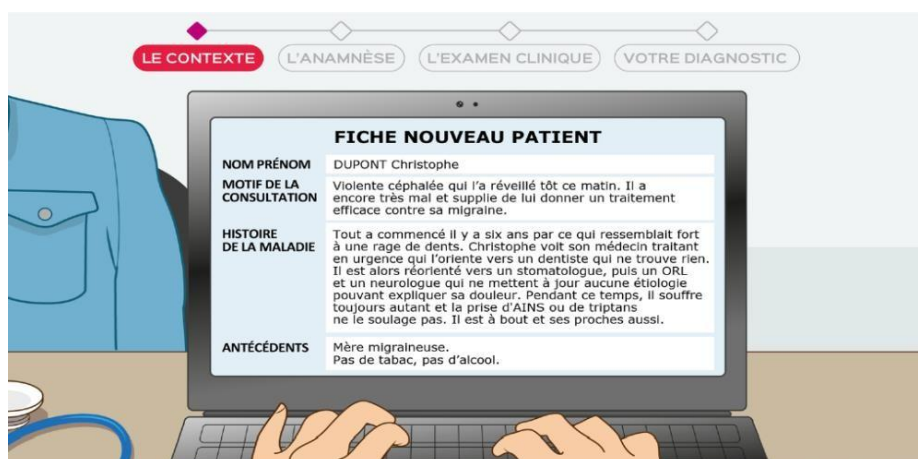 LE CONTEXTE
L'ANAMNÈSE
L'EXAMEN CLINIQUE
VOTRE DIAGNOSTIC
FICHE NOUVEAU PATIENT
NOM PRÉNOM
DUPONT Christophe
MOTIF DE LA
CONSULTATION
Violente céphalée qui l'a réveillé tôt ce matin. Il a
encore très mal et supplie de lui donner un traitement
efficace contre sa migraine.
HISTOIRE
DE LA MALADIE
Tout a commencé il y a six ans par ce qui ressemblait fort
à une rage de dents. Christophe voit son médecin traitant
en urgence qui l'oriente vers un dentiste qui ne trouve rien.
Il est alors réorienté vers un stomatologue, puis un ORL
et un neurologue qui ne mettent à jour aucune étiologie
pouvant expliquer sa douleur. Pendant ce temps, il souffre
toujours autant et la prise d'AINS ou de triptans
ne le soulage pas. Il est à bout et ses proches aussi.
ANTÉCÉDENTS
Mère migraineuse.
Pas de tabac, pas d'alcool.